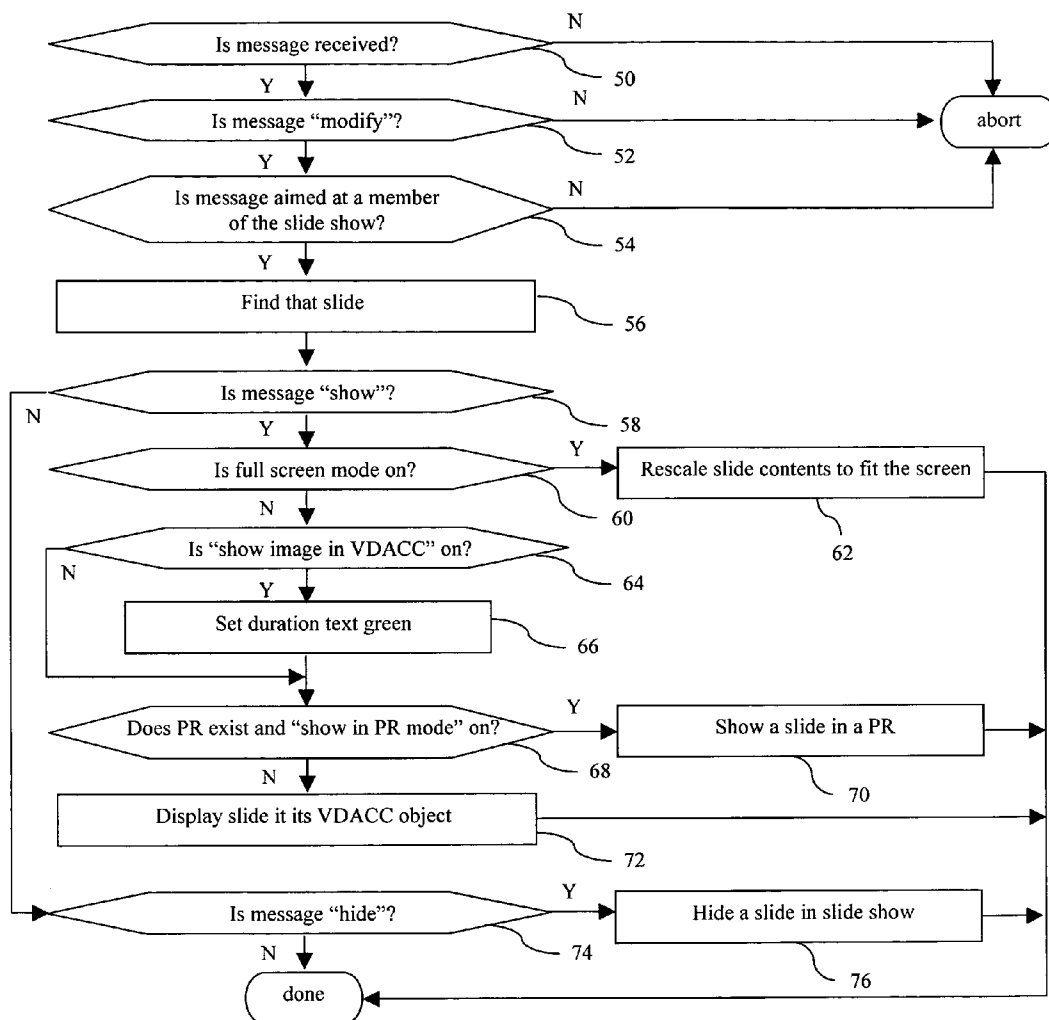 N
Is message received?
50
Y
N
abort
Is message “modify”?
52
Y
N
Is message aimed at a member
of the slide show?
54
Y
Find that slide
56
Is message “show”?
N
58
Y
Y
Is full screen mode on?
Rescale slide contents to fit the screen
60
N
62
Is “show image in VDACC” on?
N
64
Y
Set duration text green
66
Y
Does PR exist and “show in PR mode” on?
Show a slide in a PR
68
N
70
Display slide it its VDACC object
72
Y
Is message “hide”?
Hide a slide in slide show
74
N
76
done